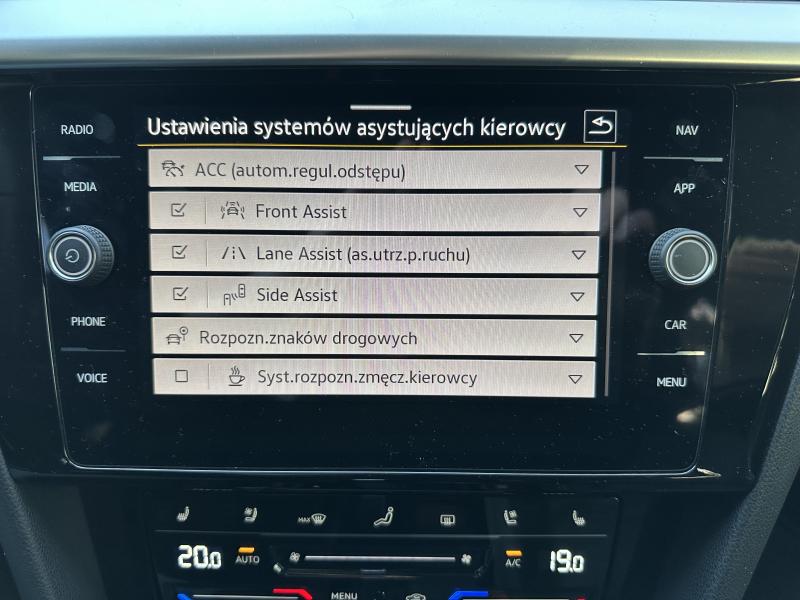 RADIO
MEDIA
PHONE
VOICE
Ustawienia systemów asystujących kierowcy
ACC (autom.regul.odstępu)
Front Assist
Lane Assist (as.utrz.p.ruchu)
Side Assist
Rozpozn.znaków drogowych
Syst.rozpozn.zmęcz.kierowcy
NAV
APP
CAR
MENU
MAX
20.0
AUTO
A/C
19.0
MENU